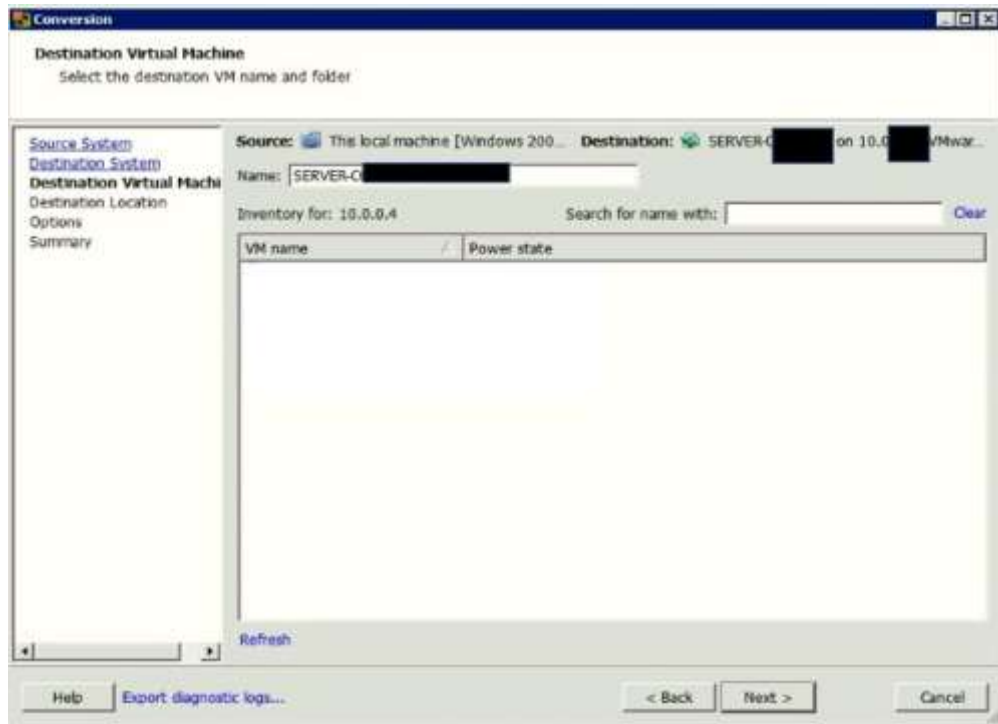 Conversion
Destination Virtual Machine
Select the destination VM name and folder
Source System
Destination System
Destination Virtual Machi
Destination Location
Options
Summary
Source: This local machine [Windows 200... Destination: SERVER-C on 10.0 VMwar...
Name: SERVER-C
Inventory for: 10.0.0.4 Search for name with: Clear
VM name Power state
Refresh
Help Export diagnostic logs... < Back Next > Cancel